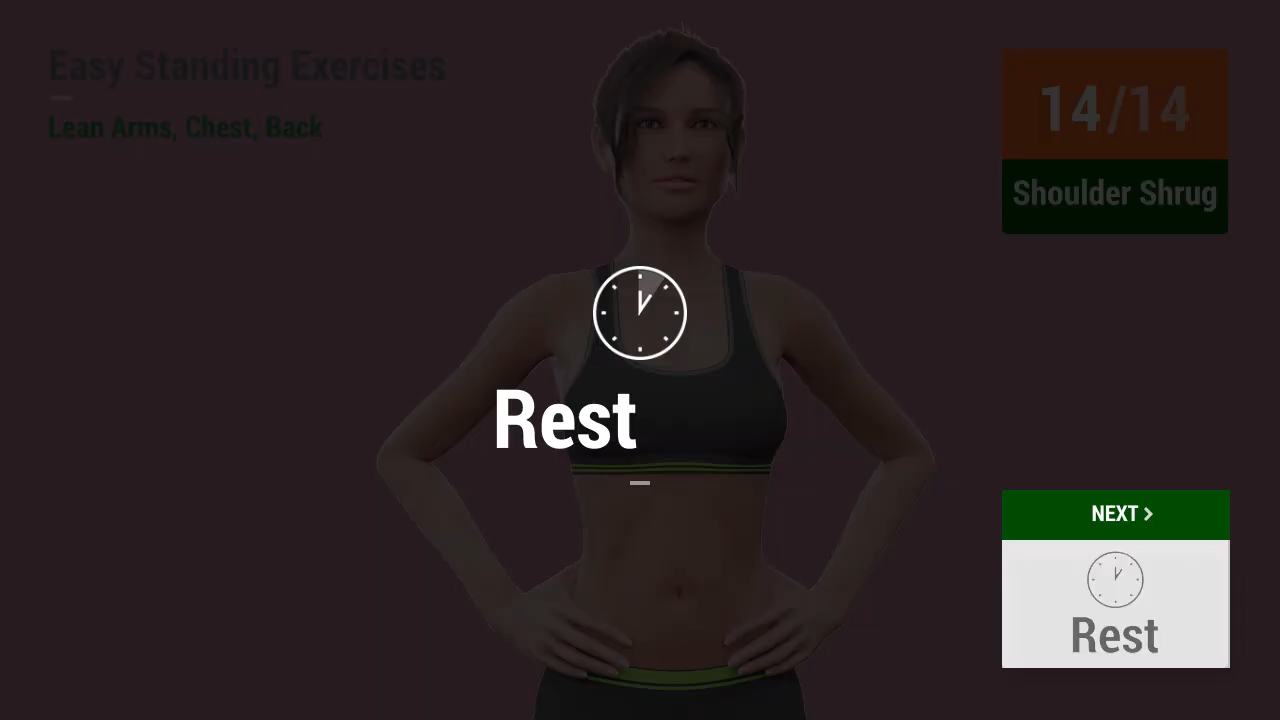 Easy Standing Exercises
Lean Arms, Chest, Back
14/14
Shoulder Shrug
Rest
NEXT >
Rest